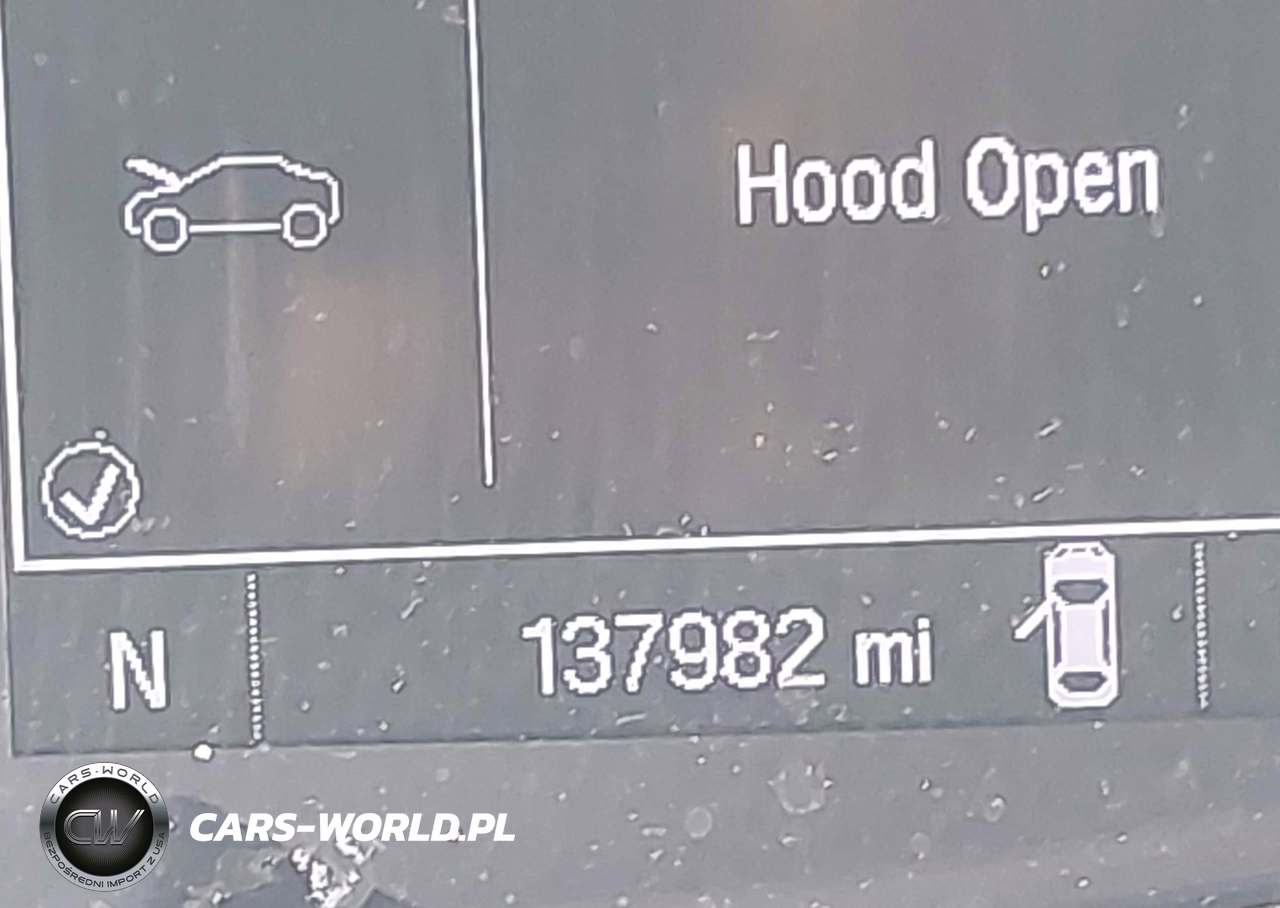 Hood Open
N
137982 mi
CARS-WORLD
CW
BEZPOŚREDNI IMPORT Z USA
CARS-WORLD.PL